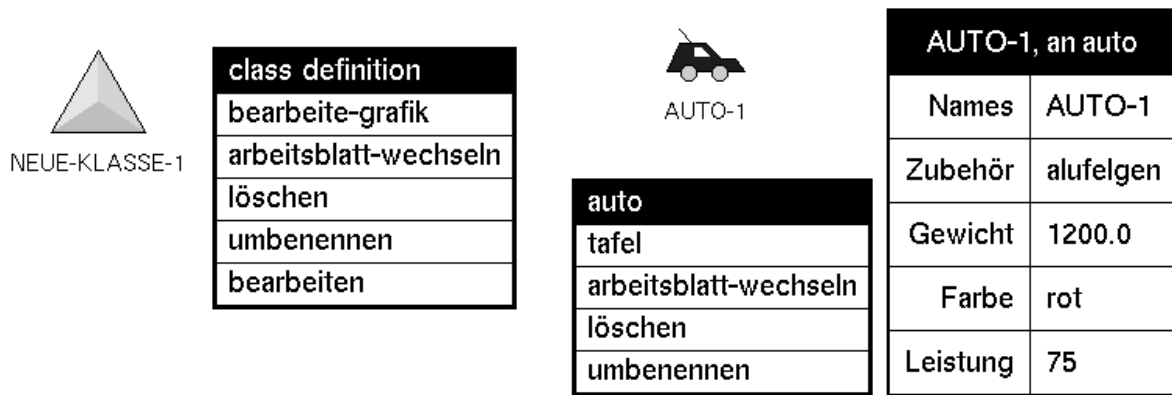 NEUE-KLASSE-1
class definition
bearbeite-grafik
arbeitsblatt-wechseln
löschen
umbenennen
bearbeiten
AUTO-1
auto
tafel
arbeitsblatt-wechseln
löschen
umbenennen
AUTO-1, an auto
Names AUTO-1
Zubehör alufelgen
Gewicht 1200.0
Farbe rot
Leistung 75